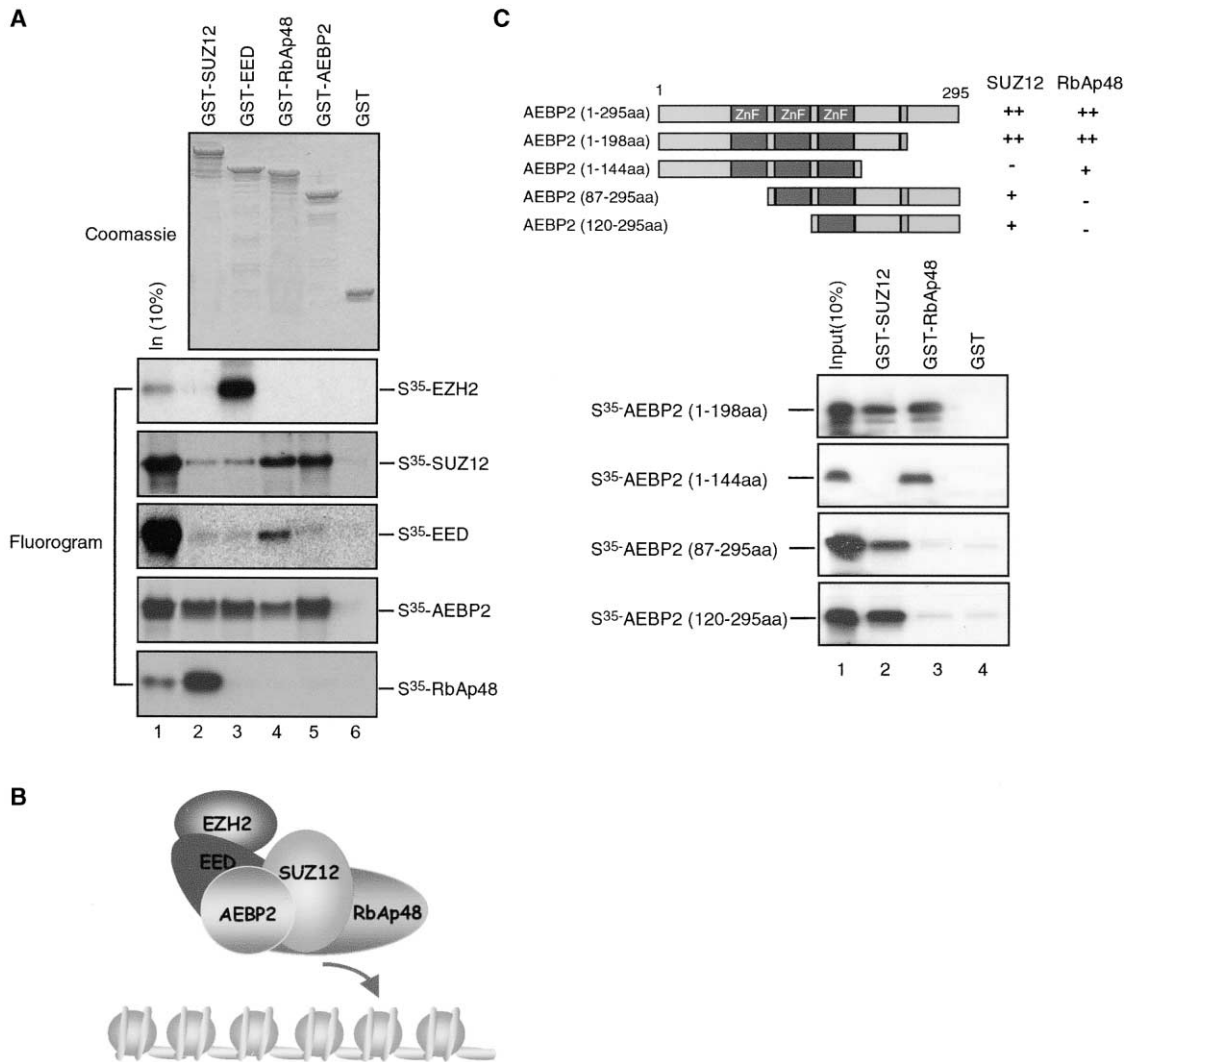 A
GST-SUZ12
GST-EED
GST-RbAp48
GST-AEBP2
GST
Coomassie
In (10%)
S35-EZH2
S35-SUZ12
S35-EED
Fluorogram
S35-AEBP2
S35-RbAp48
1 2 3 4 5 6
B
EZH2
EED
SUZ12
AEBP2
RbAp48
C
1 295 SUZ12 RbAp48
AEBP2 (1-295aa) ZnF ZnF ZnF ++ ++
AEBP2 (1-198aa) ++ ++
AEBP2 (1-144aa) - +
AEBP2 (87-295aa) + -
AEBP2 (120-295aa) + -
Input(10%)
GST-SUZ12
GST-RbAp48
GST
S35-AEBP2 (1-198aa)
S35-AEBP2 (1-144aa)
S35-AEBP2 (87-295aa)
S35-AEBP2 (120-295aa)
1 2 3 4